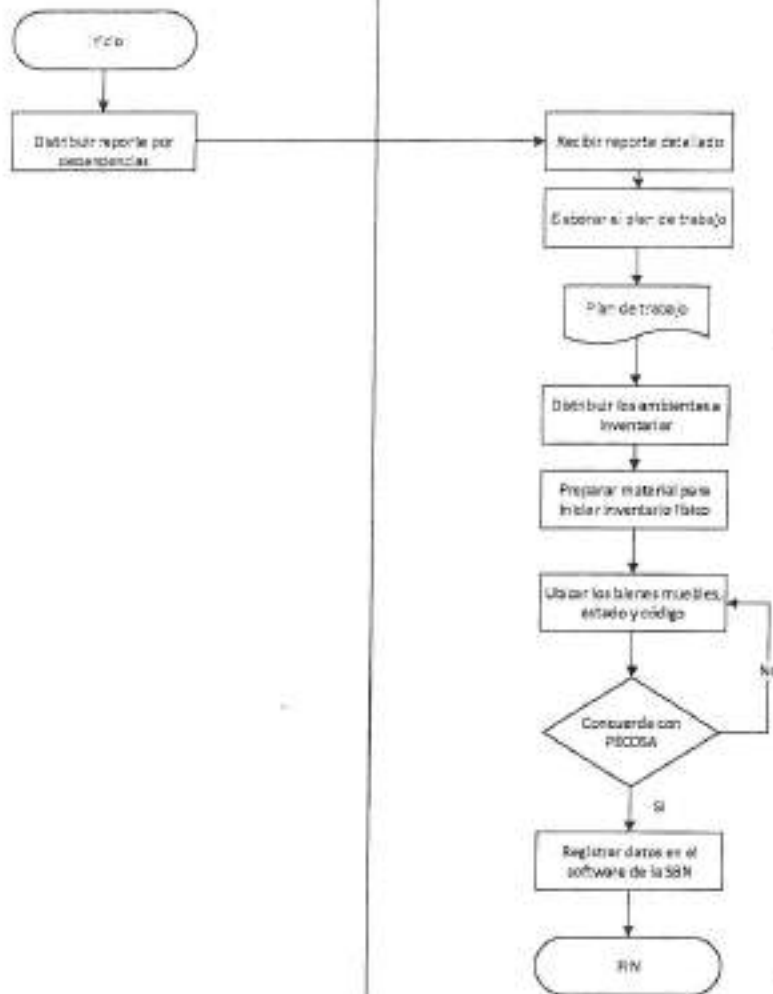 Inicio
Distribuir reporte por
dependencias
Recibir reporte detallado
Elaborar el plan de trabajo
Plan de trabajo
Distribuir los ambientes a
inventariar
Preparar material para
iniciar inventario físico
Ubicar los bienes muebles,
estado y código
No
Concuerda con
PECOSA
Si
Registrar datos en el
software de la SBN
FIN